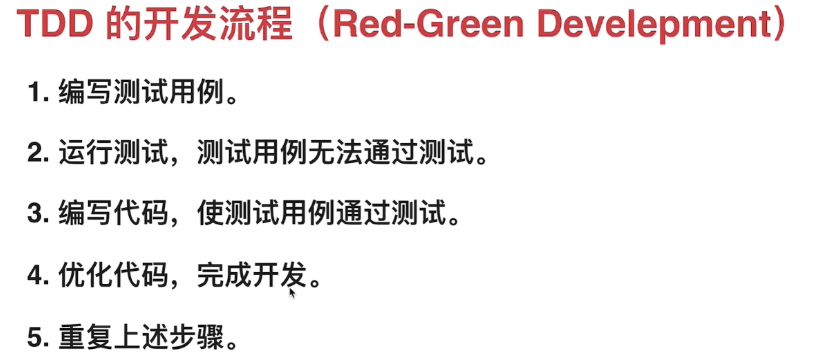 TDD 的开发流程（Red-Green Develepment）
1. 编写测试用例。
2. 运行测试，测试用例无法通过测试。
3. 编写代码，使测试用例通过测试。
4. 优化代码，完成开发。
5. 重复上述步骤。